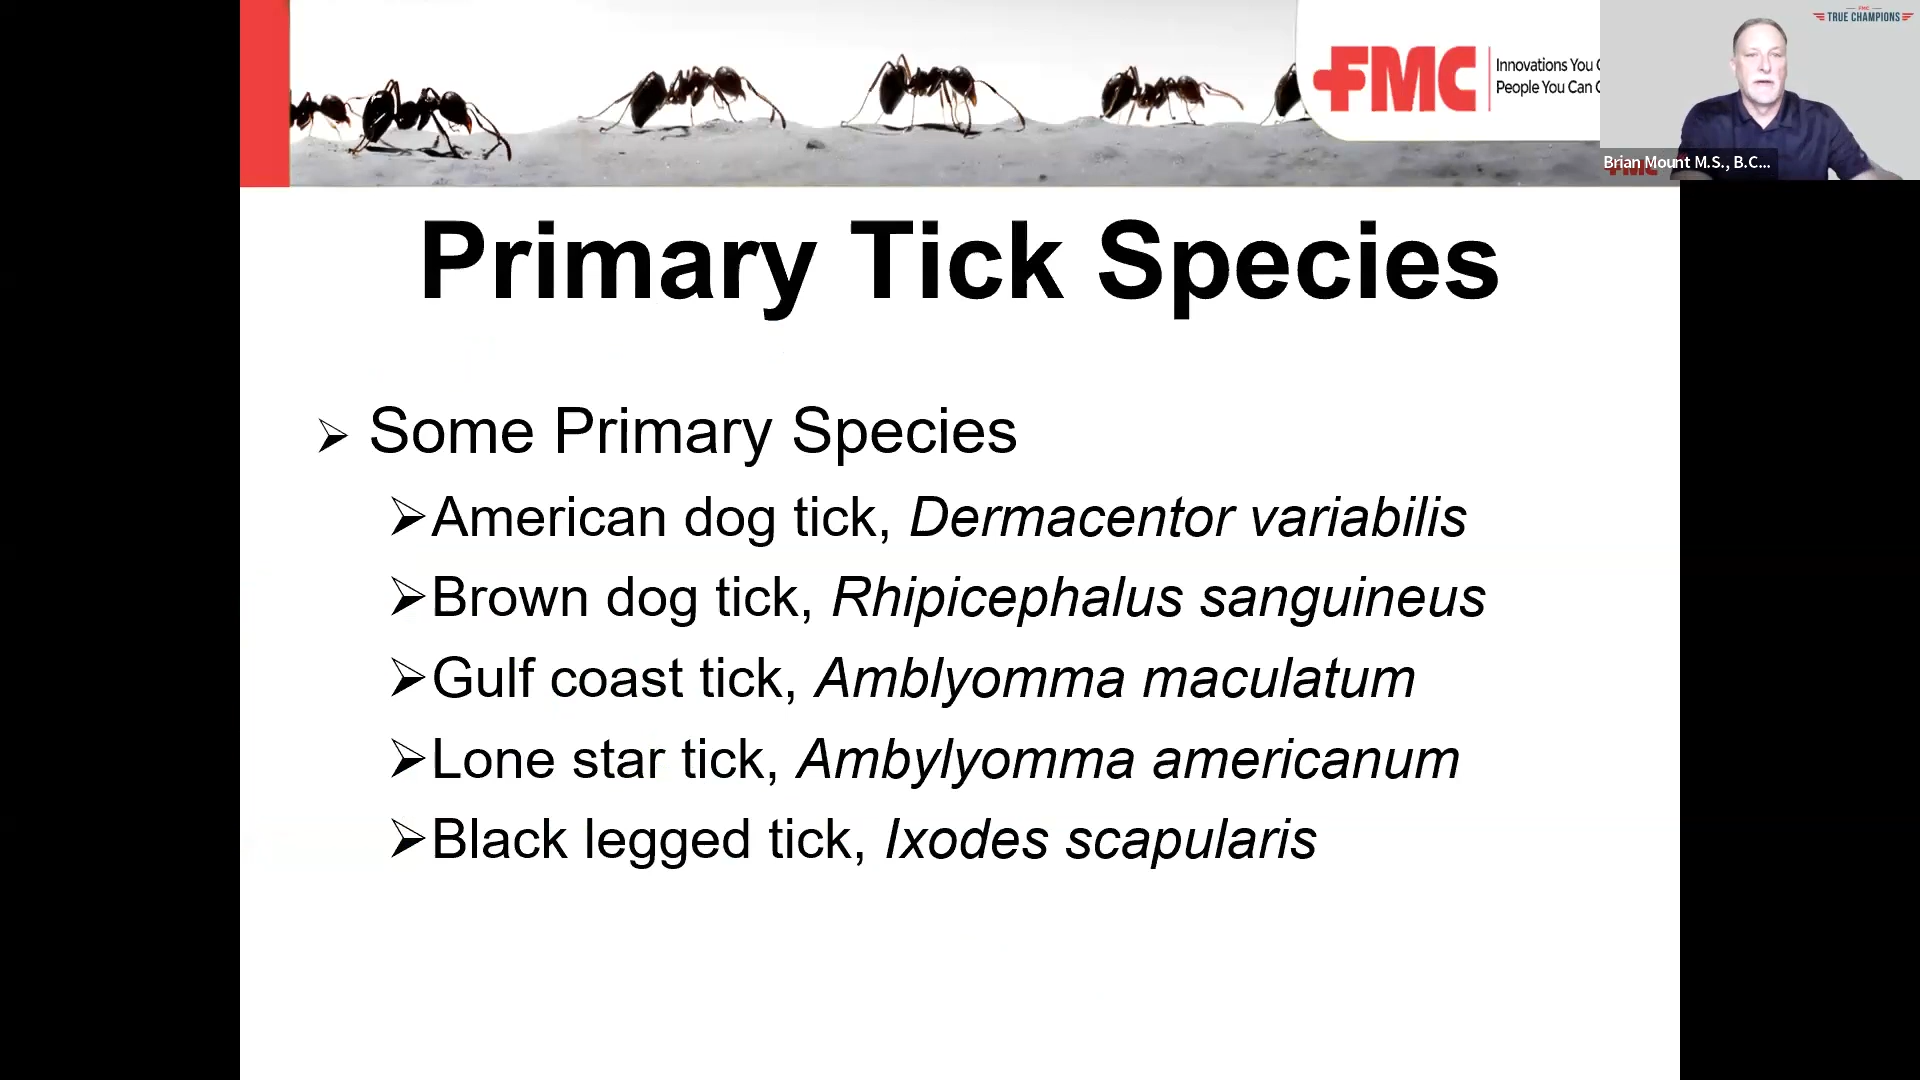 FMC
Innovations You
People You Can
FMC
TRUE CHAMPIONS
Brian Mount M.S., B.C...
Primary Tick Species
➢ Some Primary Species
➢American dog tick, Dermacentor variabilis
➢Brown dog tick, Rhipicephalus sanguineus
➢Gulf coast tick, Amblyomma maculatum
➢Lone star tick, Ambylyomma americanum
➢Black legged tick, Ixodes scapularis